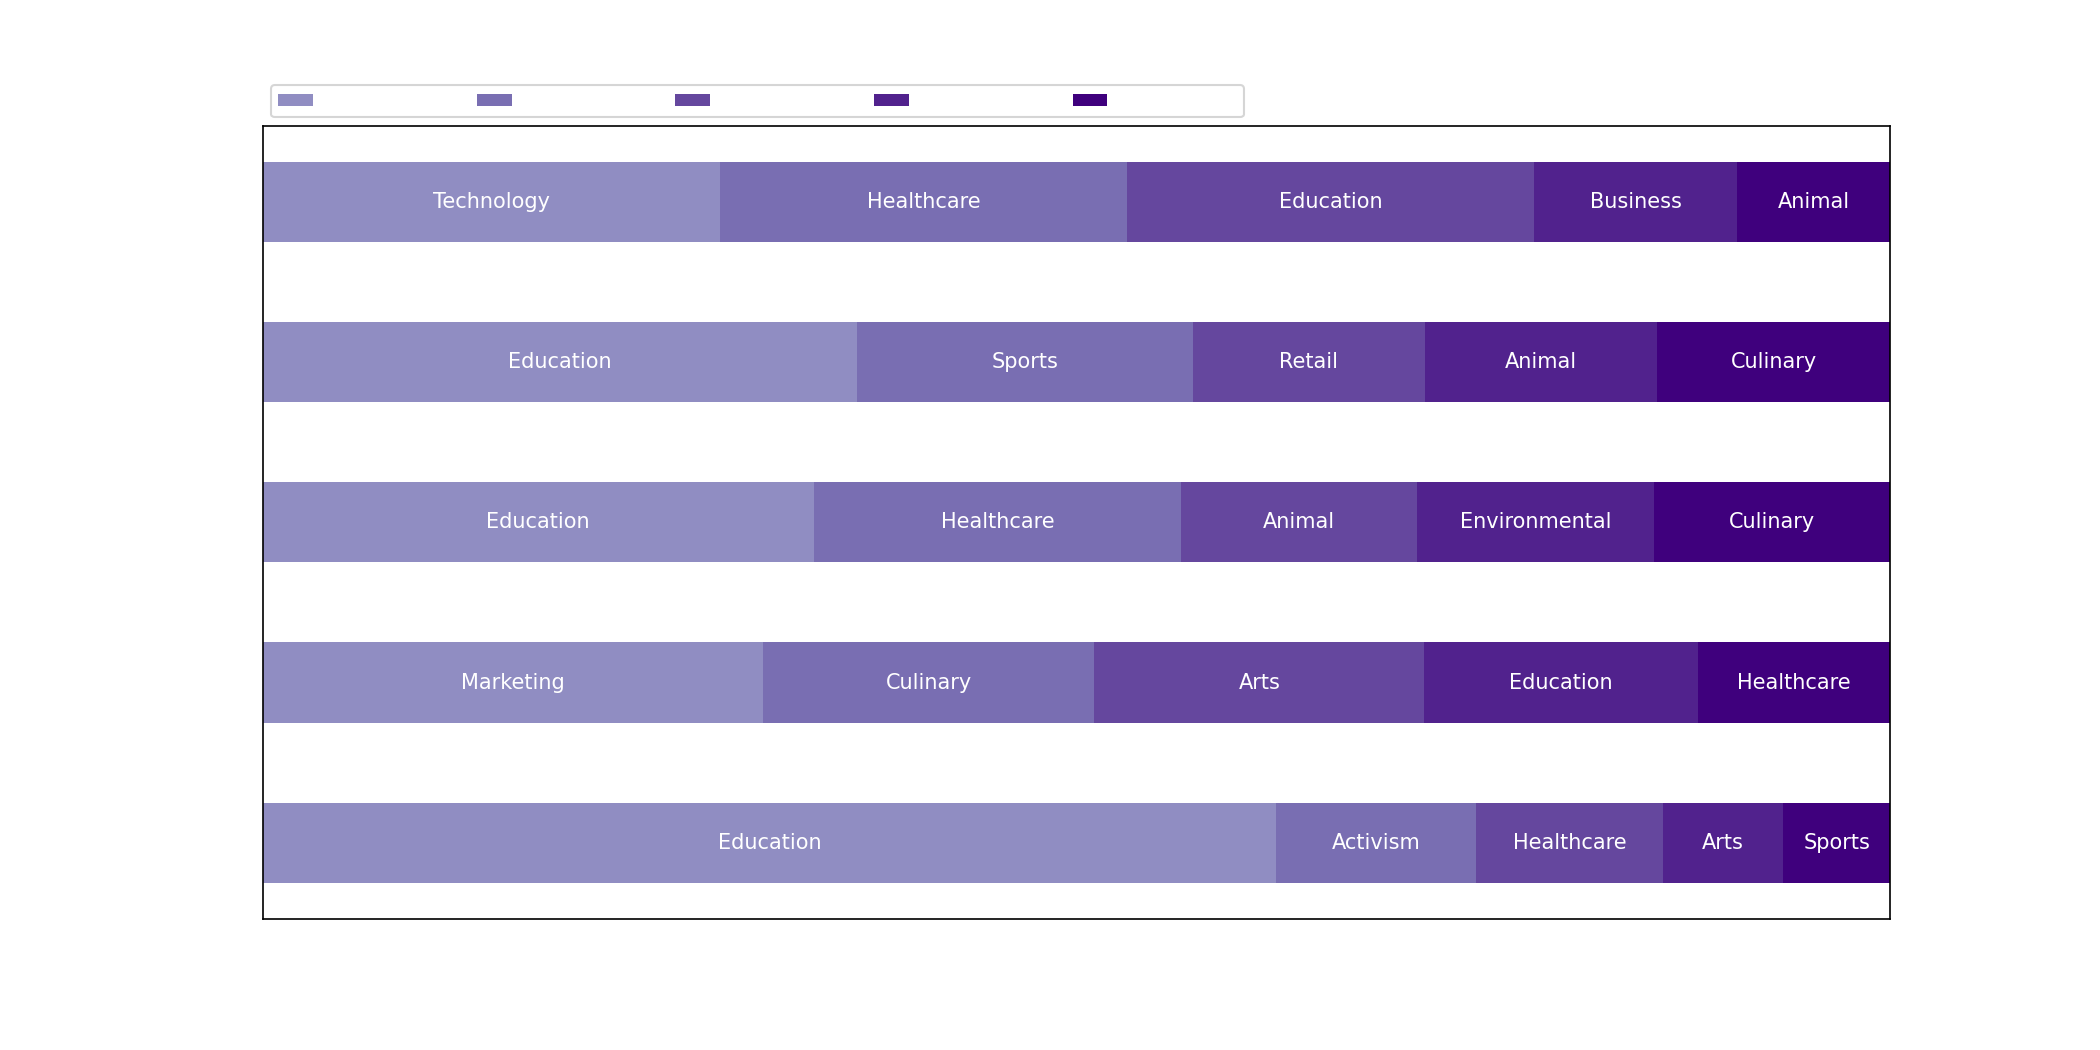 Technology Healthcare Education Business Animal
Education Sports Retail Animal Culinary
Education Healthcare Animal Environmental Culinary
Marketing Culinary Arts Education Healthcare
Education Activism Healthcare Arts Sports